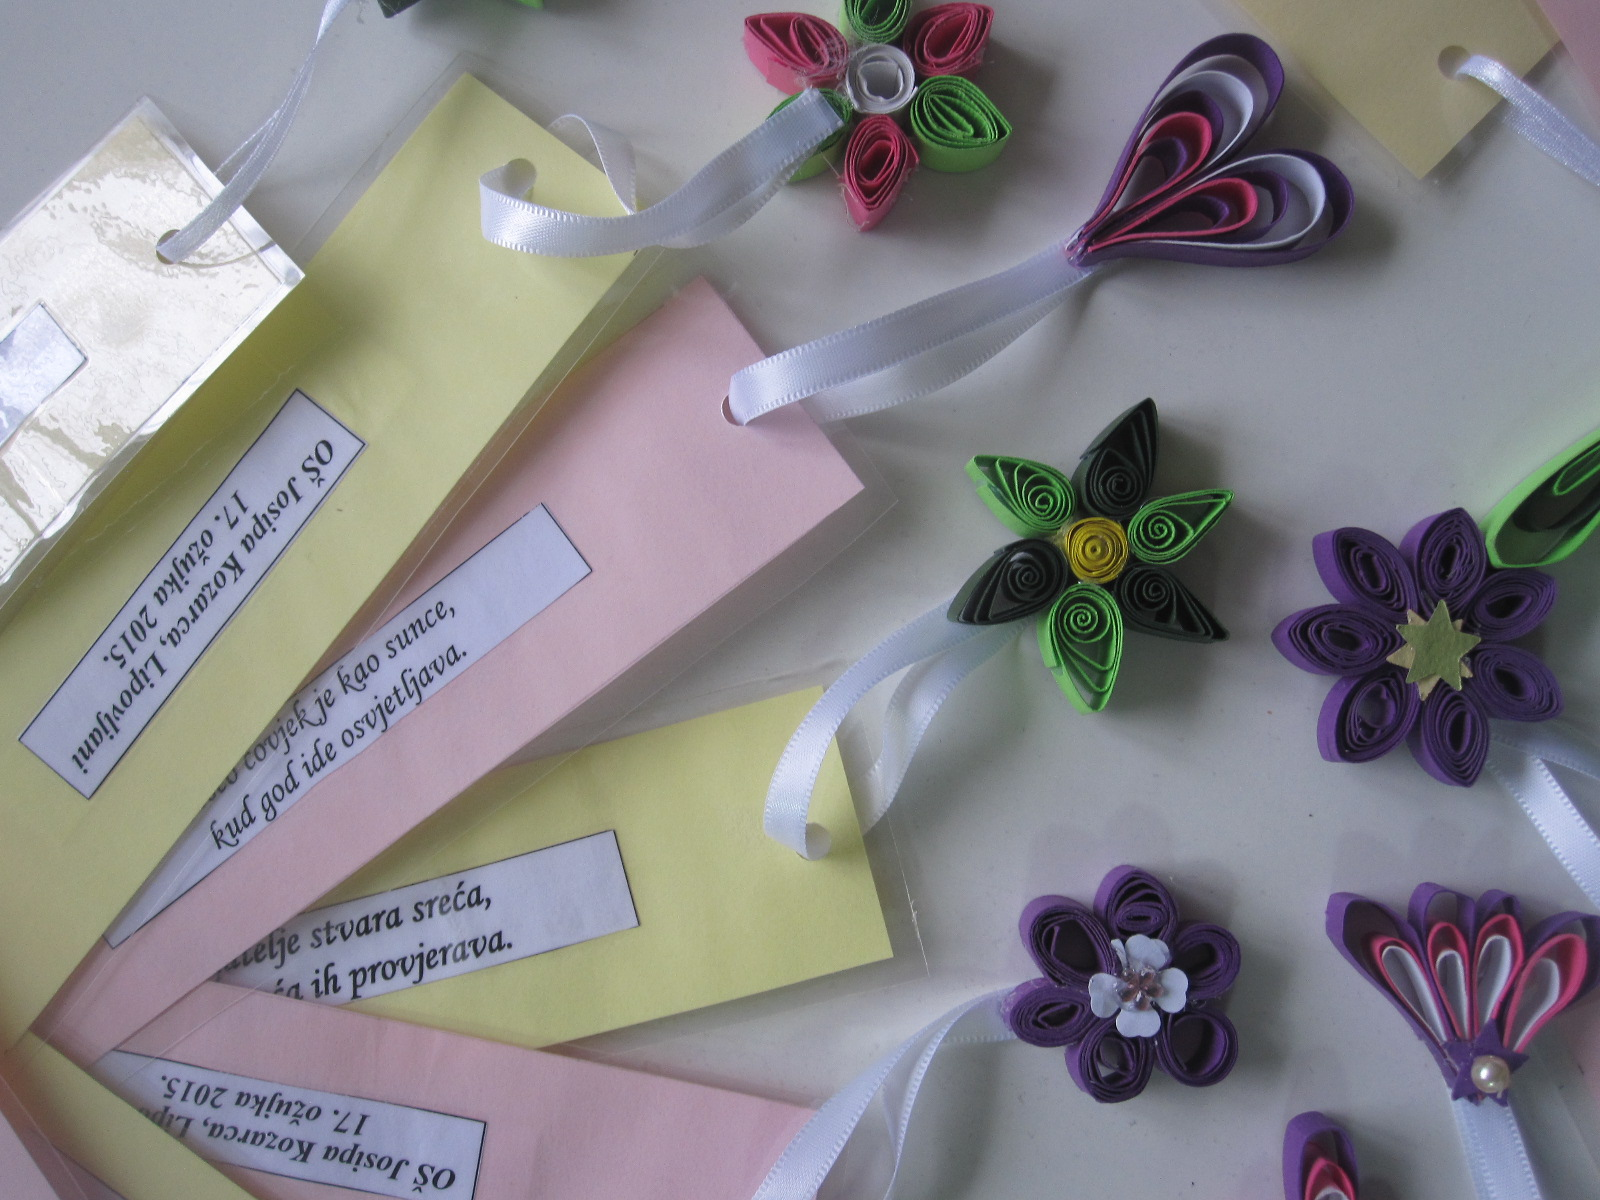 OŠ Josipa Kozarca, Lipovljani
17. ožujka 2015.
čovjek je kao sunce,
kud god ide osvjetljava.
stvara sreća,
ih provjerava.
OŠ Josipa Kozarca,
17. ožujka 2015.